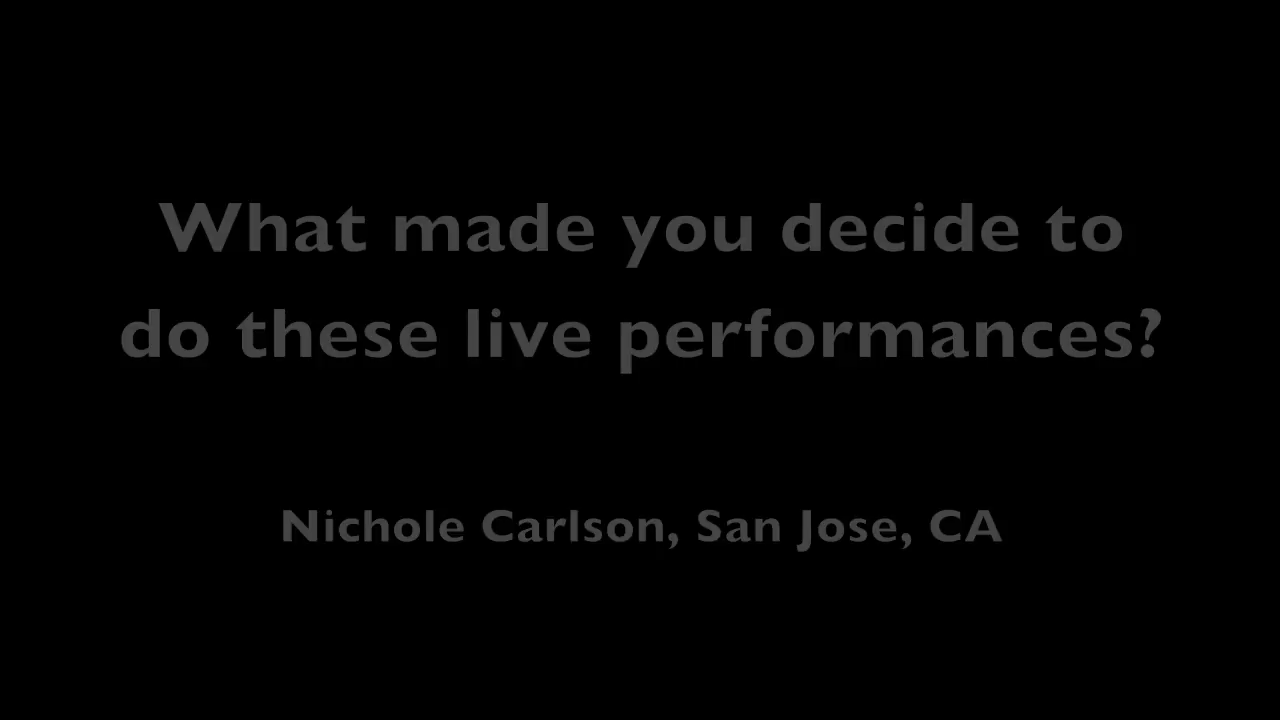 What made you decide to
do these live performances?
Nichole Carlson, San Jose, CA